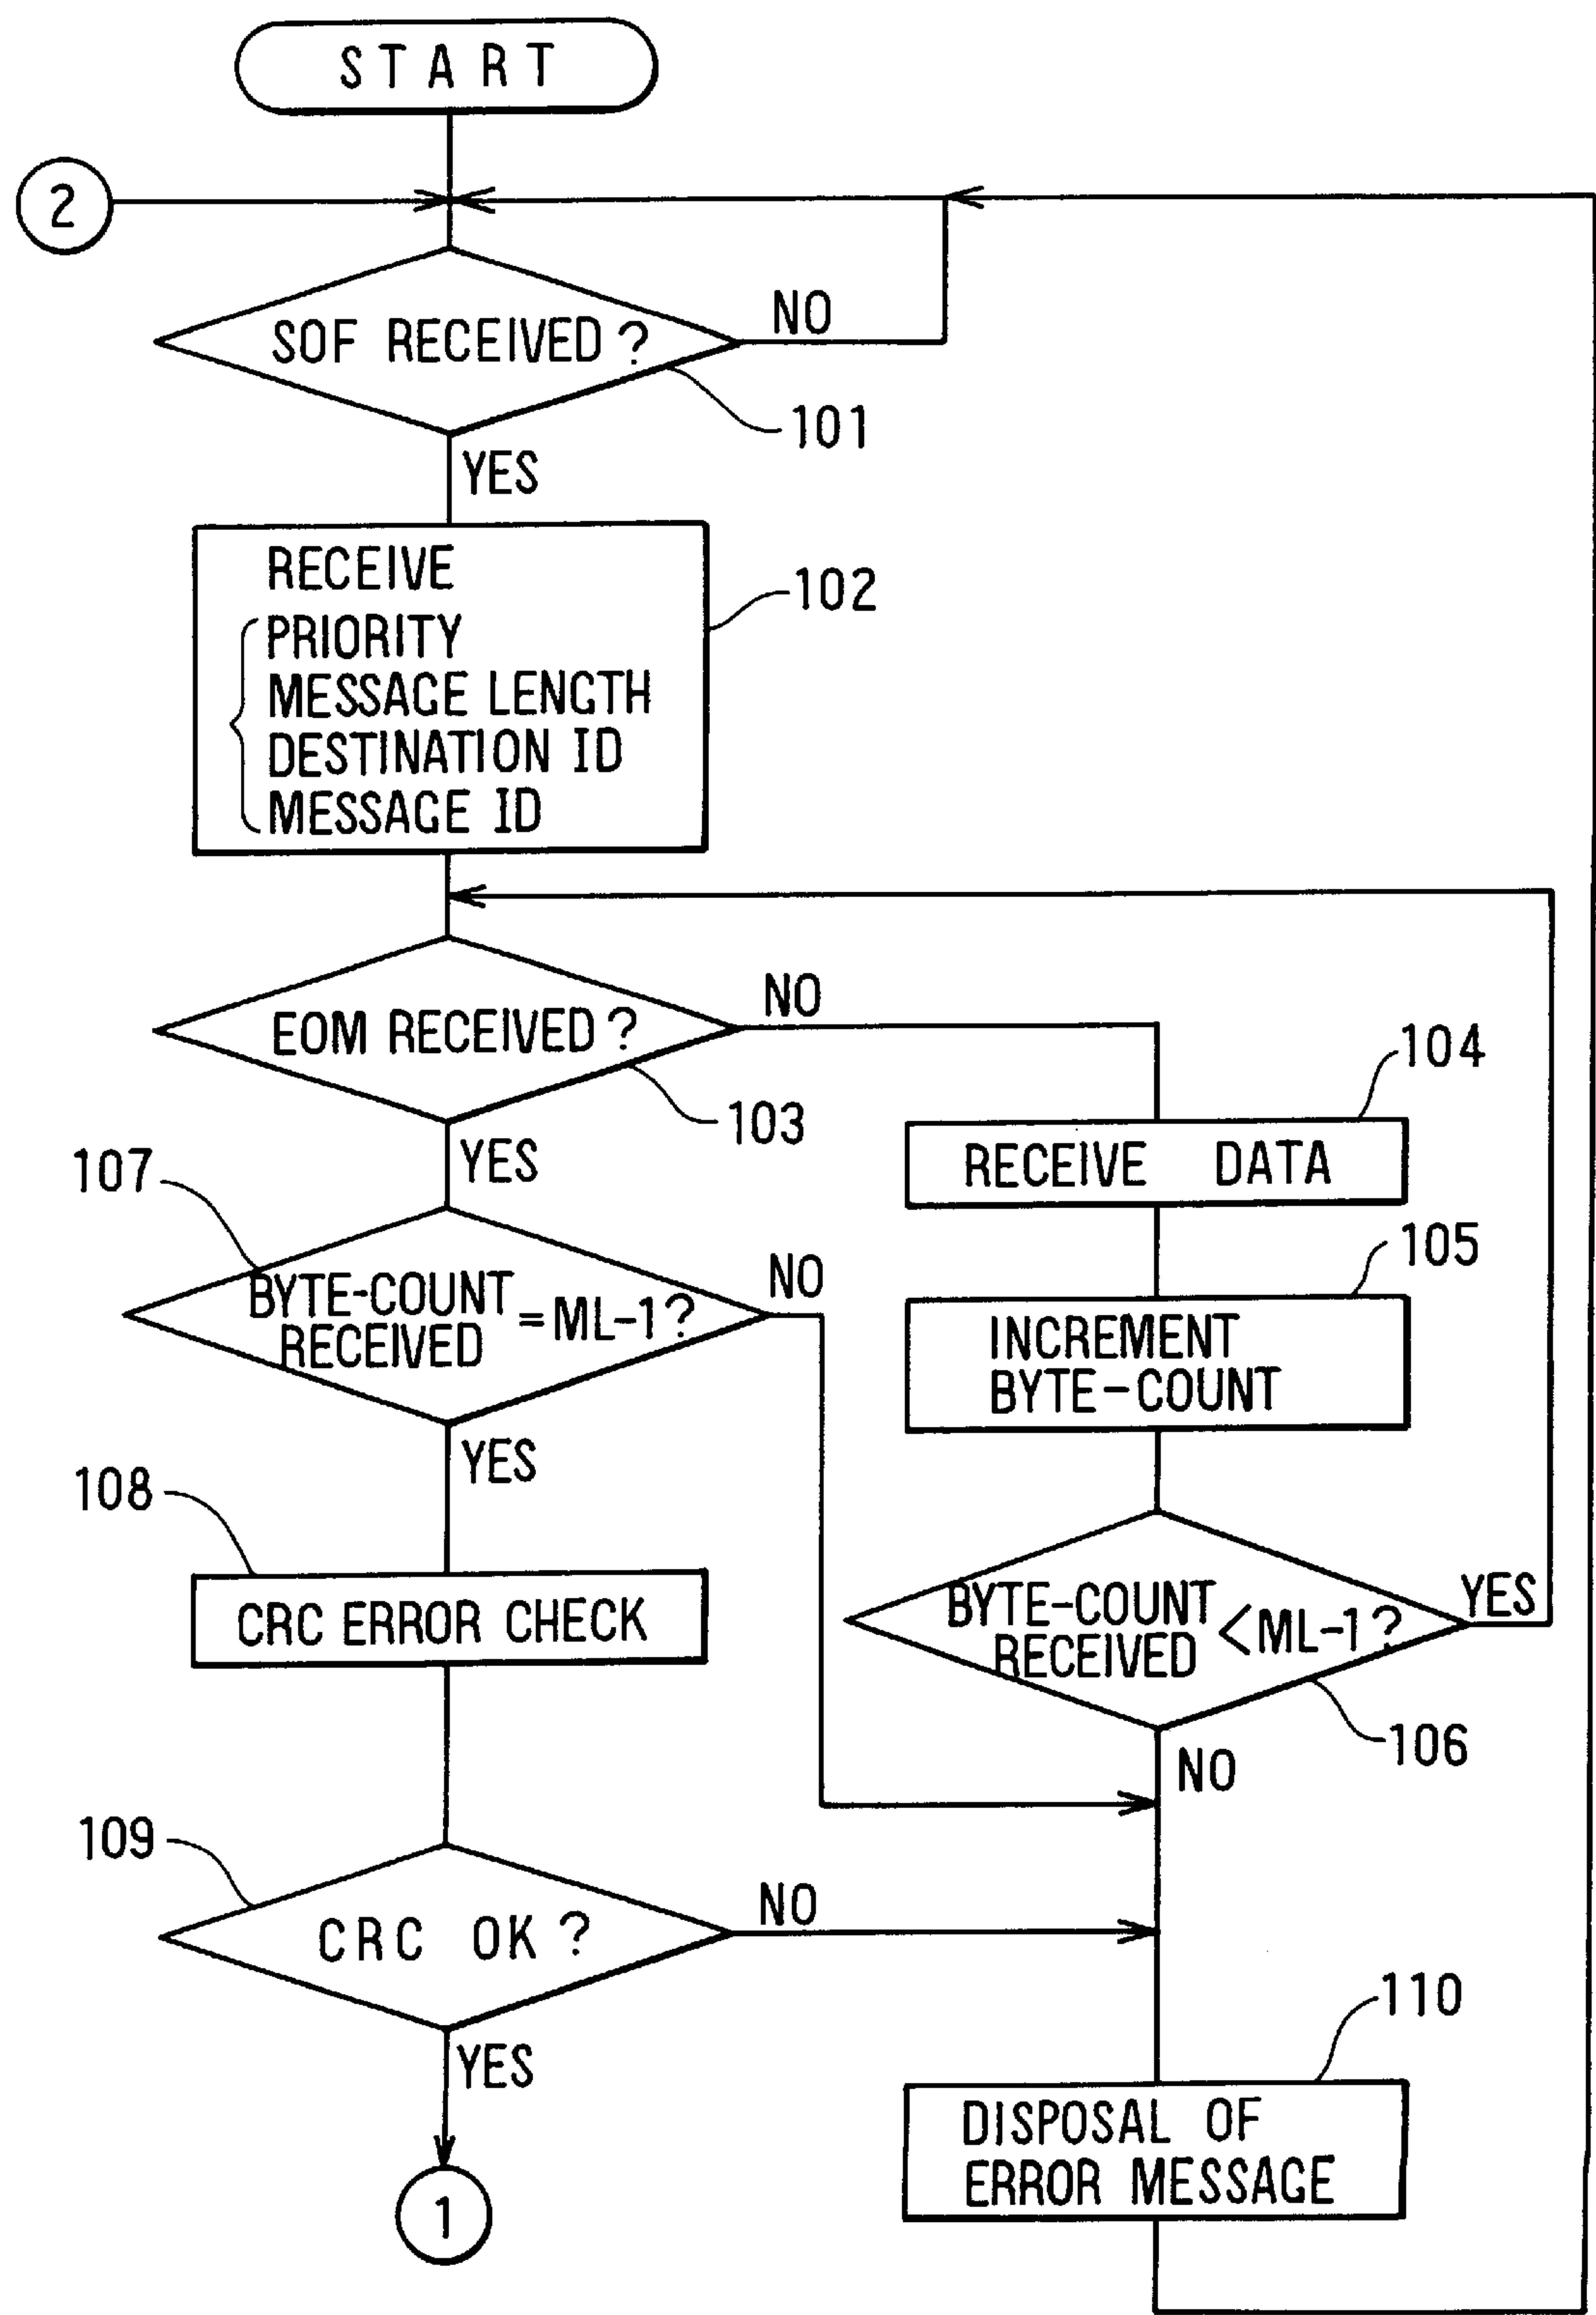 START
2
SOF RECEIVED?
NO
101
YES
RECEIVE
PRIORITY
MESSAGE LENGTH
DESTINATION ID
MESSAGE ID
102
EOM RECEIVED?
NO
103
YES
104
RECEIVE DATA
105
INCREMENT
BYTE-COUNT
BYTE-COUNT
RECEIVED
<ML-1?
YES
106
NO
107
BYTE-COUNT
RECEIVED
=ML-1?
NO
YES
108
CRC ERROR CHECK
109
CRC OK?
NO
YES
1
110
DISPOSAL OF
ERROR MESSAGE